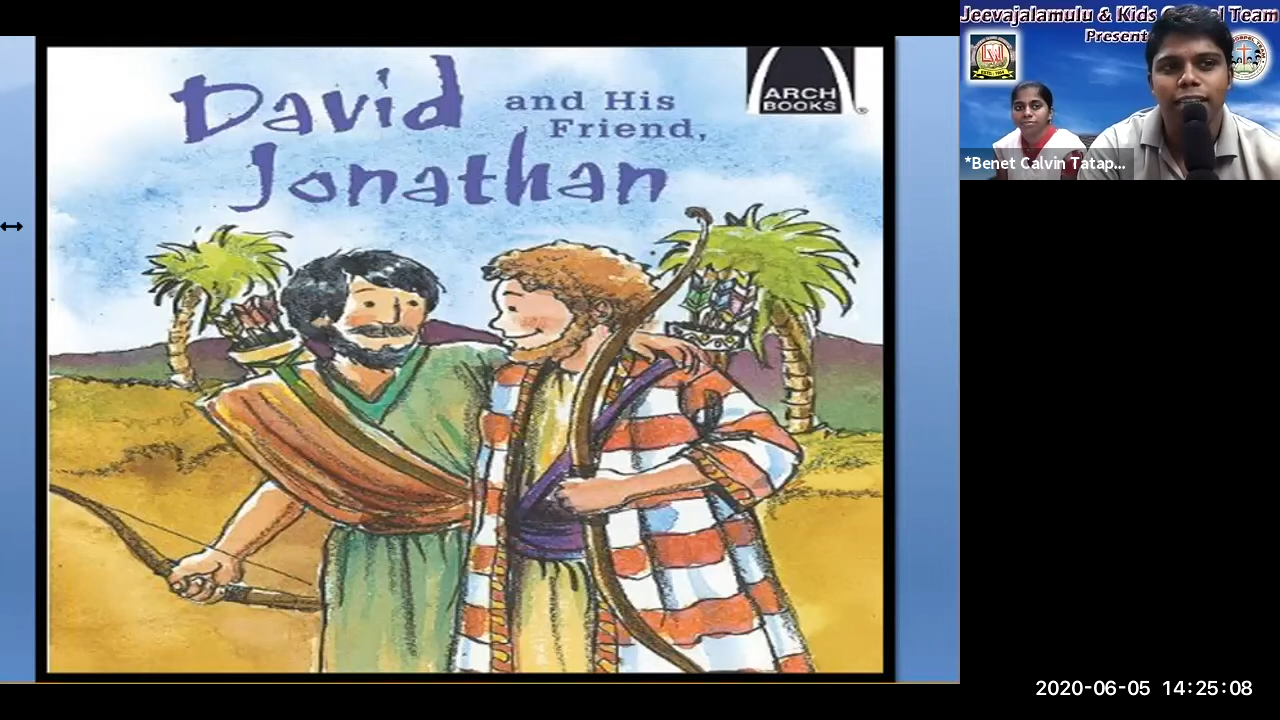 David and His
Friend,
Jonathan
ARCH
BOOKS
Jeevajalamulu & Kids Team
Present
*Benet Calvin Tatap...
2020-06-05 14:25:08